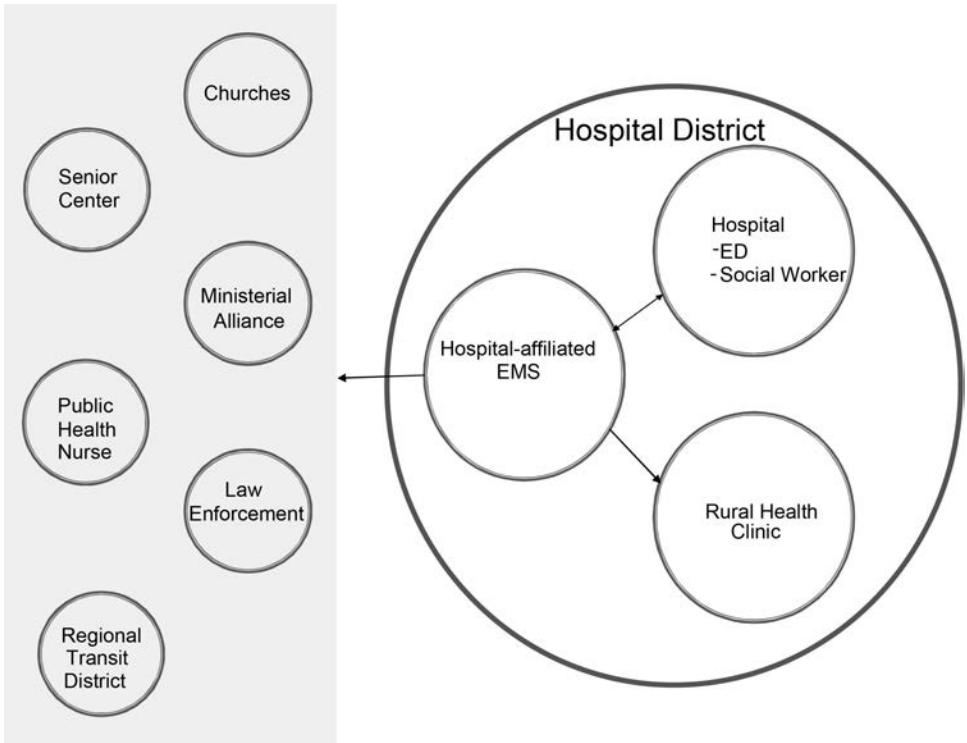 Churches
Senior
Center
Ministerial
Alliance
Public
Health
Nurse
Law
Enforcement
Regional
Transit
District
Hospital District
Hospital
-ED
-Social Worker
Hospital-affiliated
EMS
Rural Health
Clinic